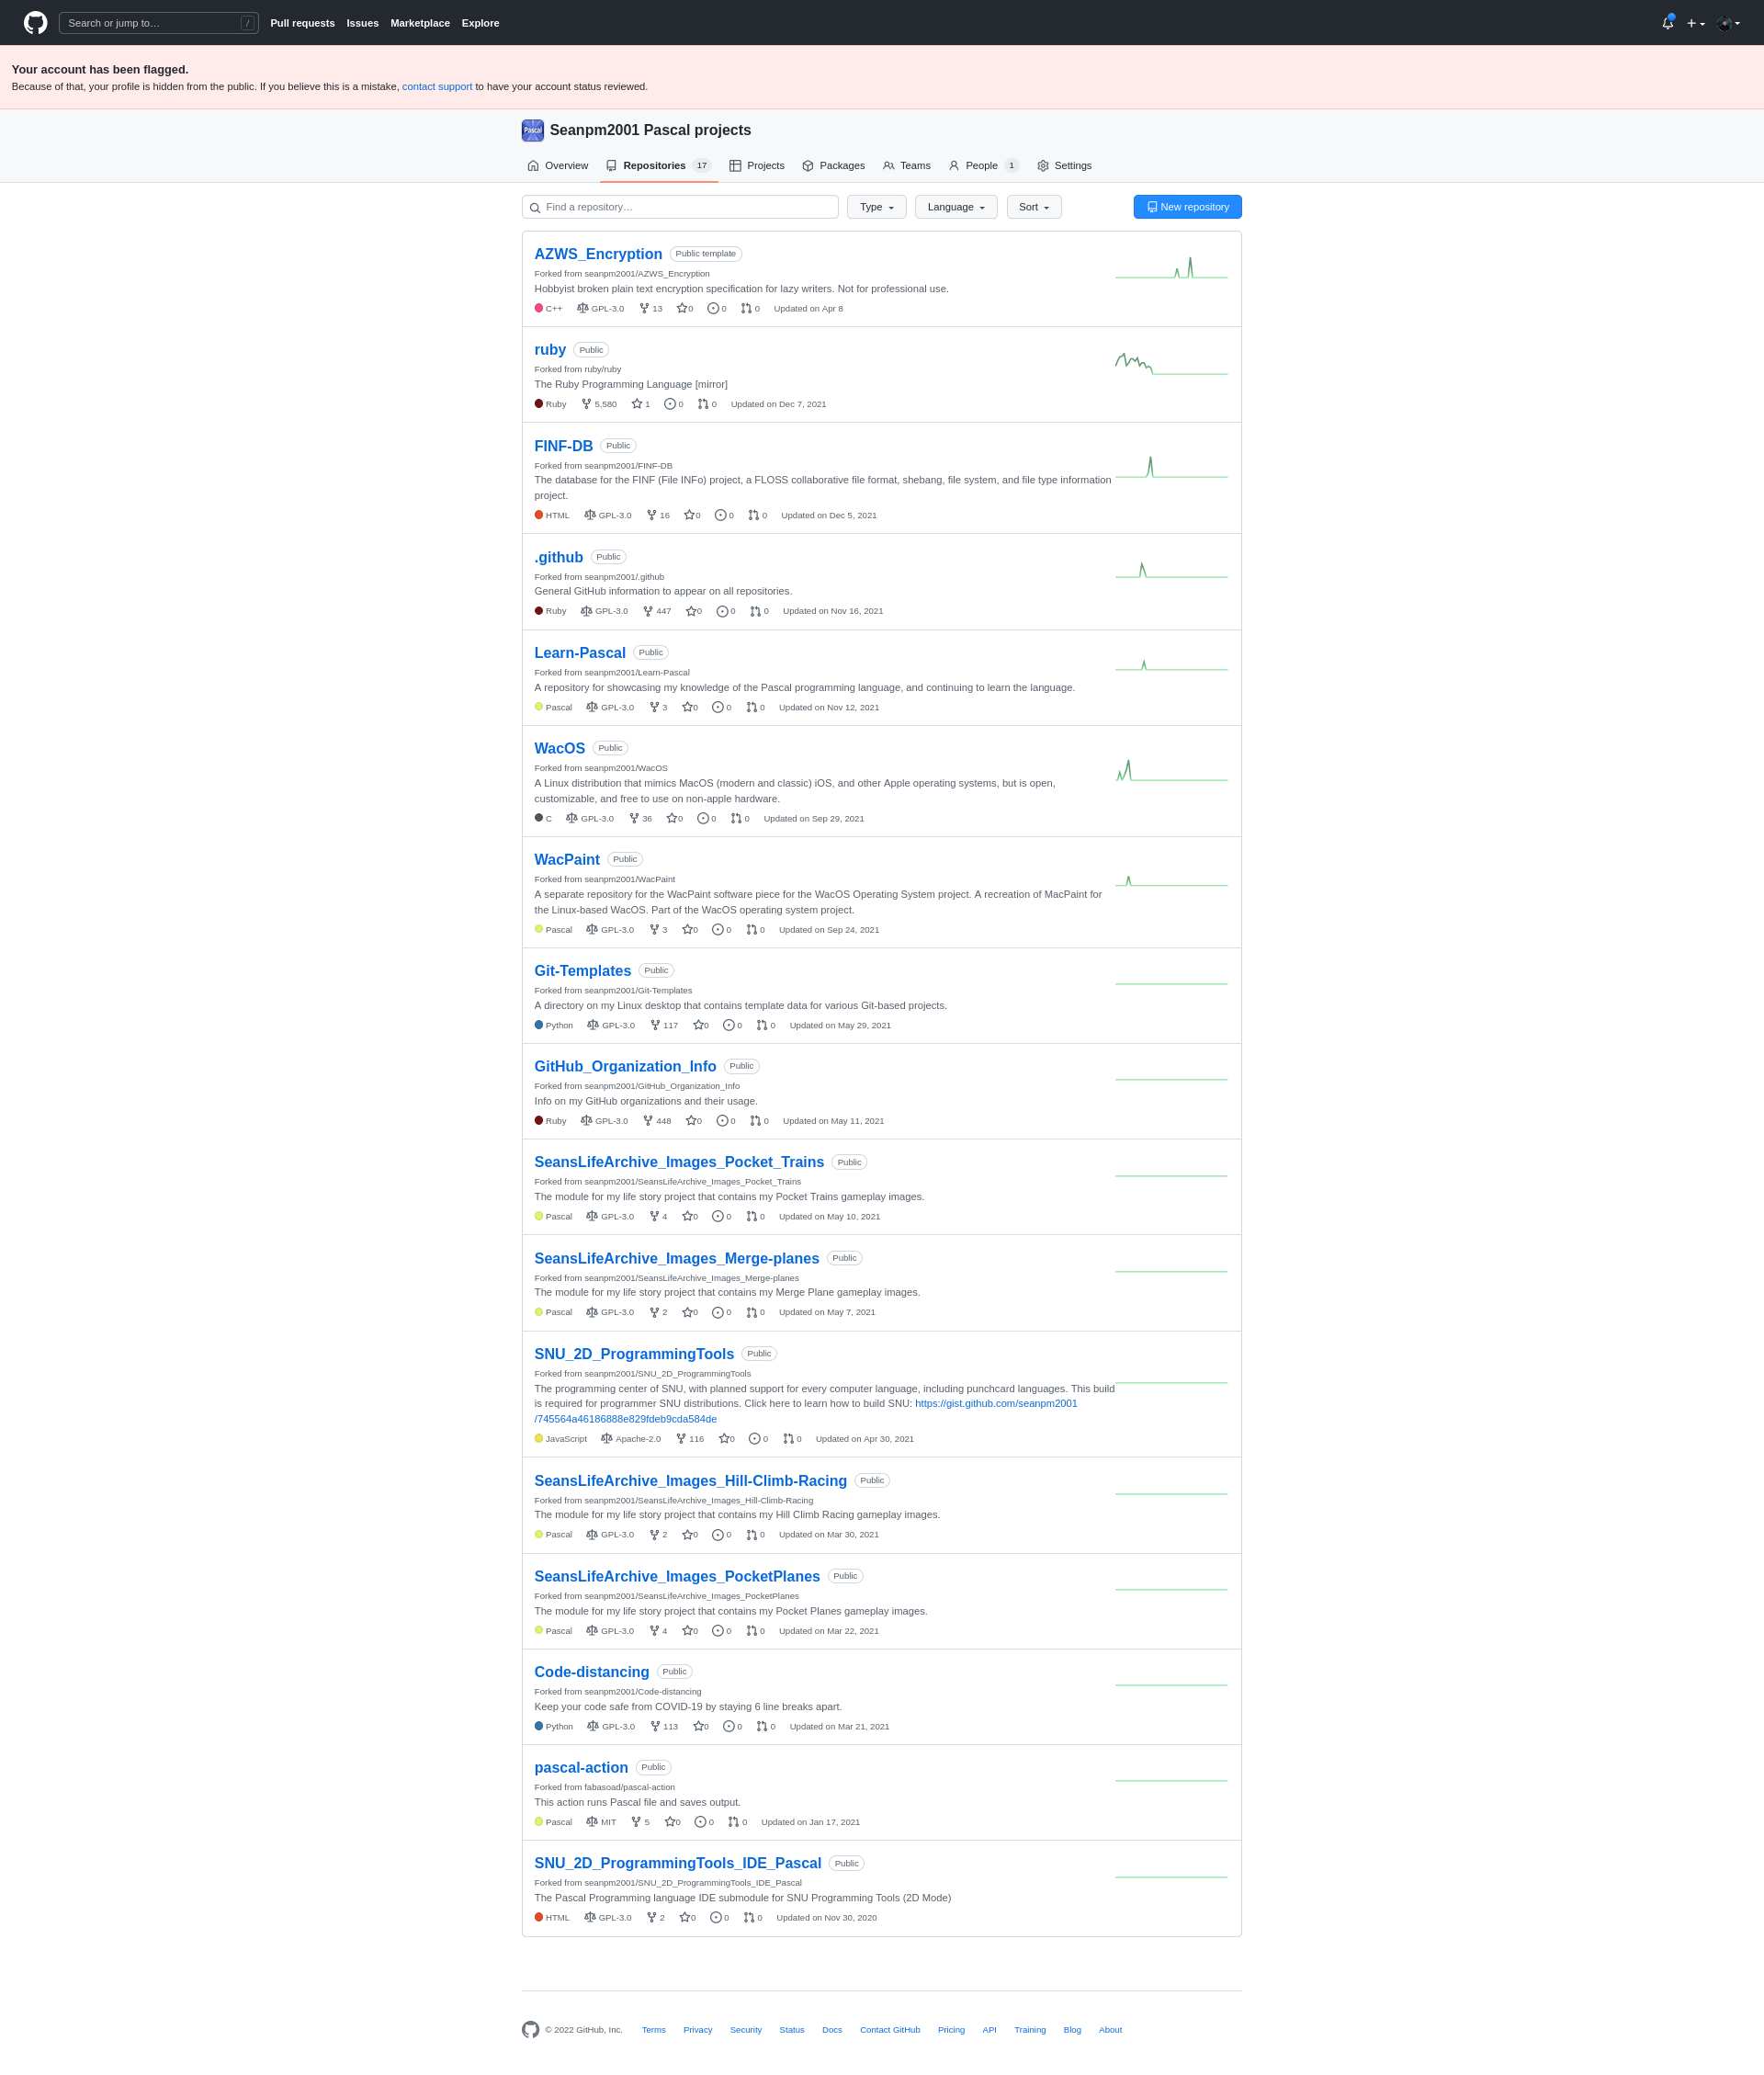 Search or jump to…
/
Pull requests Issues Marketplace Explore
Your account has been flagged.
Because of that, your profile is hidden from the public. If you believe this is a mistake, contact support to have your account status reviewed.
Pascal
Seanpm2001 Pascal projects
Overview Repositories 17 Projects Packages Teams People 1 Settings
Find a repository… Type Language Sort New repository
AZWS_Encryption Public template
Forked from seanpm2001/AZWS_Encryption
Hobbyist broken plain text encryption specification for lazy writers. Not for professional use.
C++ GPL-3.0 13 0 0 0 Updated on Apr 8
ruby Public
Forked from ruby/ruby
The Ruby Programming Language [mirror]
Ruby 5,580 1 0 0 Updated on Dec 7, 2021
FINF-DB Public
Forked from seanpm2001/FINF-DB
The database for the FINF (File INFo) project, a FLOSS collaborative file format, shebang, file system, and file type information
project.
HTML GPL-3.0 16 0 0 0 Updated on Dec 5, 2021
.github Public
Forked from seanpm2001/.github
General GitHub information to appear on all repositories.
Ruby GPL-3.0 447 0 0 0 Updated on Nov 16, 2021
Learn-Pascal Public
Forked from seanpm2001/Learn-Pascal
A repository for showcasing my knowledge of the Pascal programming language, and continuing to learn the language.
Pascal GPL-3.0 3 0 0 0 Updated on Nov 12, 2021
WacOS Public
Forked from seanpm2001/WacOS
A Linux distribution that mimics MacOS (modern and classic) iOS, and other Apple operating systems, but is open,
customizable, and free to use on non-apple hardware.
C GPL-3.0 36 0 0 0 Updated on Sep 29, 2021
WacPaint Public
Forked from seanpm2001/WacPaint
A separate repository for the WacPaint software piece for the WacOS Operating System project. A recreation of MacPaint for
the Linux-based WacOS. Part of the WacOS operating system project.
Pascal GPL-3.0 3 0 0 0 Updated on Sep 24, 2021
Git-Templates Public
Forked from seanpm2001/Git-Templates
A directory on my Linux desktop that contains template data for various Git-based projects.
Python GPL-3.0 117 0 0 0 Updated on May 29, 2021
GitHub_Organization_Info Public
Forked from seanpm2001/GitHub_Organization_Info
Info on my GitHub organizations and their usage.
Ruby GPL-3.0 448 0 0 0 Updated on May 11, 2021
SeansLifeArchive_Images_Pocket_Trains Public
Forked from seanpm2001/SeansLifeArchive_Images_Pocket_Trains
The module for my life story project that contains my Pocket Trains gameplay images.
Pascal GPL-3.0 4 0 0 0 Updated on May 10, 2021
SeansLifeArchive_Images_Merge-planes Public
Forked from seanpm2001/SeansLifeArchive_Images_Merge-planes
The module for my life story project that contains my Merge Plane gameplay images.
Pascal GPL-3.0 2 0 0 0 Updated on May 7, 2021
SNU_2D_ProgrammingTools Public
Forked from seanpm2001/SNU_2D_ProgrammingTools
The programming center of SNU, with planned support for every computer language, including punchcard languages. This build
is required for programmer SNU distributions. Click here to learn how to build SNU: https://gist.github.com/seanpm2001
/745564a46186888e829fdeb9cda584de
JavaScript Apache-2.0 116 0 0 0 Updated on Apr 30, 2021
SeansLifeArchive_Images_Hill-Climb-Racing Public
Forked from seanpm2001/SeansLifeArchive_Images_Hill-Climb-Racing
The module for my life story project that contains my Hill Climb Racing gameplay images.
Pascal GPL-3.0 2 0 0 0 Updated on Mar 30, 2021
SeansLifeArchive_Images_PocketPlanes Public
Forked from seanpm2001/SeansLifeArchive_Images_PocketPlanes
The module for my life story project that contains my Pocket Planes gameplay images.
Pascal GPL-3.0 4 0 0 0 Updated on Mar 22, 2021
Code-distancing Public
Forked from seanpm2001/Code-distancing
Keep your code safe from COVID-19 by staying 6 line breaks apart.
Python GPL-3.0 113 0 0 0 Updated on Mar 21, 2021
pascal-action Public
Forked from fabasoad/pascal-action
This action runs Pascal file and saves output.
Pascal MIT 5 0 0 0 Updated on Jan 17, 2021
SNU_2D_ProgrammingTools_IDE_Pascal Public
Forked from seanpm2001/SNU_2D_ProgrammingTools_IDE_Pascal
The Pascal Programming language IDE submodule for SNU Programming Tools (2D Mode)
HTML GPL-3.0 2 0 0 0 Updated on Nov 30, 2020
© 2022 GitHub, Inc. Terms Privacy Security Status Docs Contact GitHub Pricing API Training Blog About